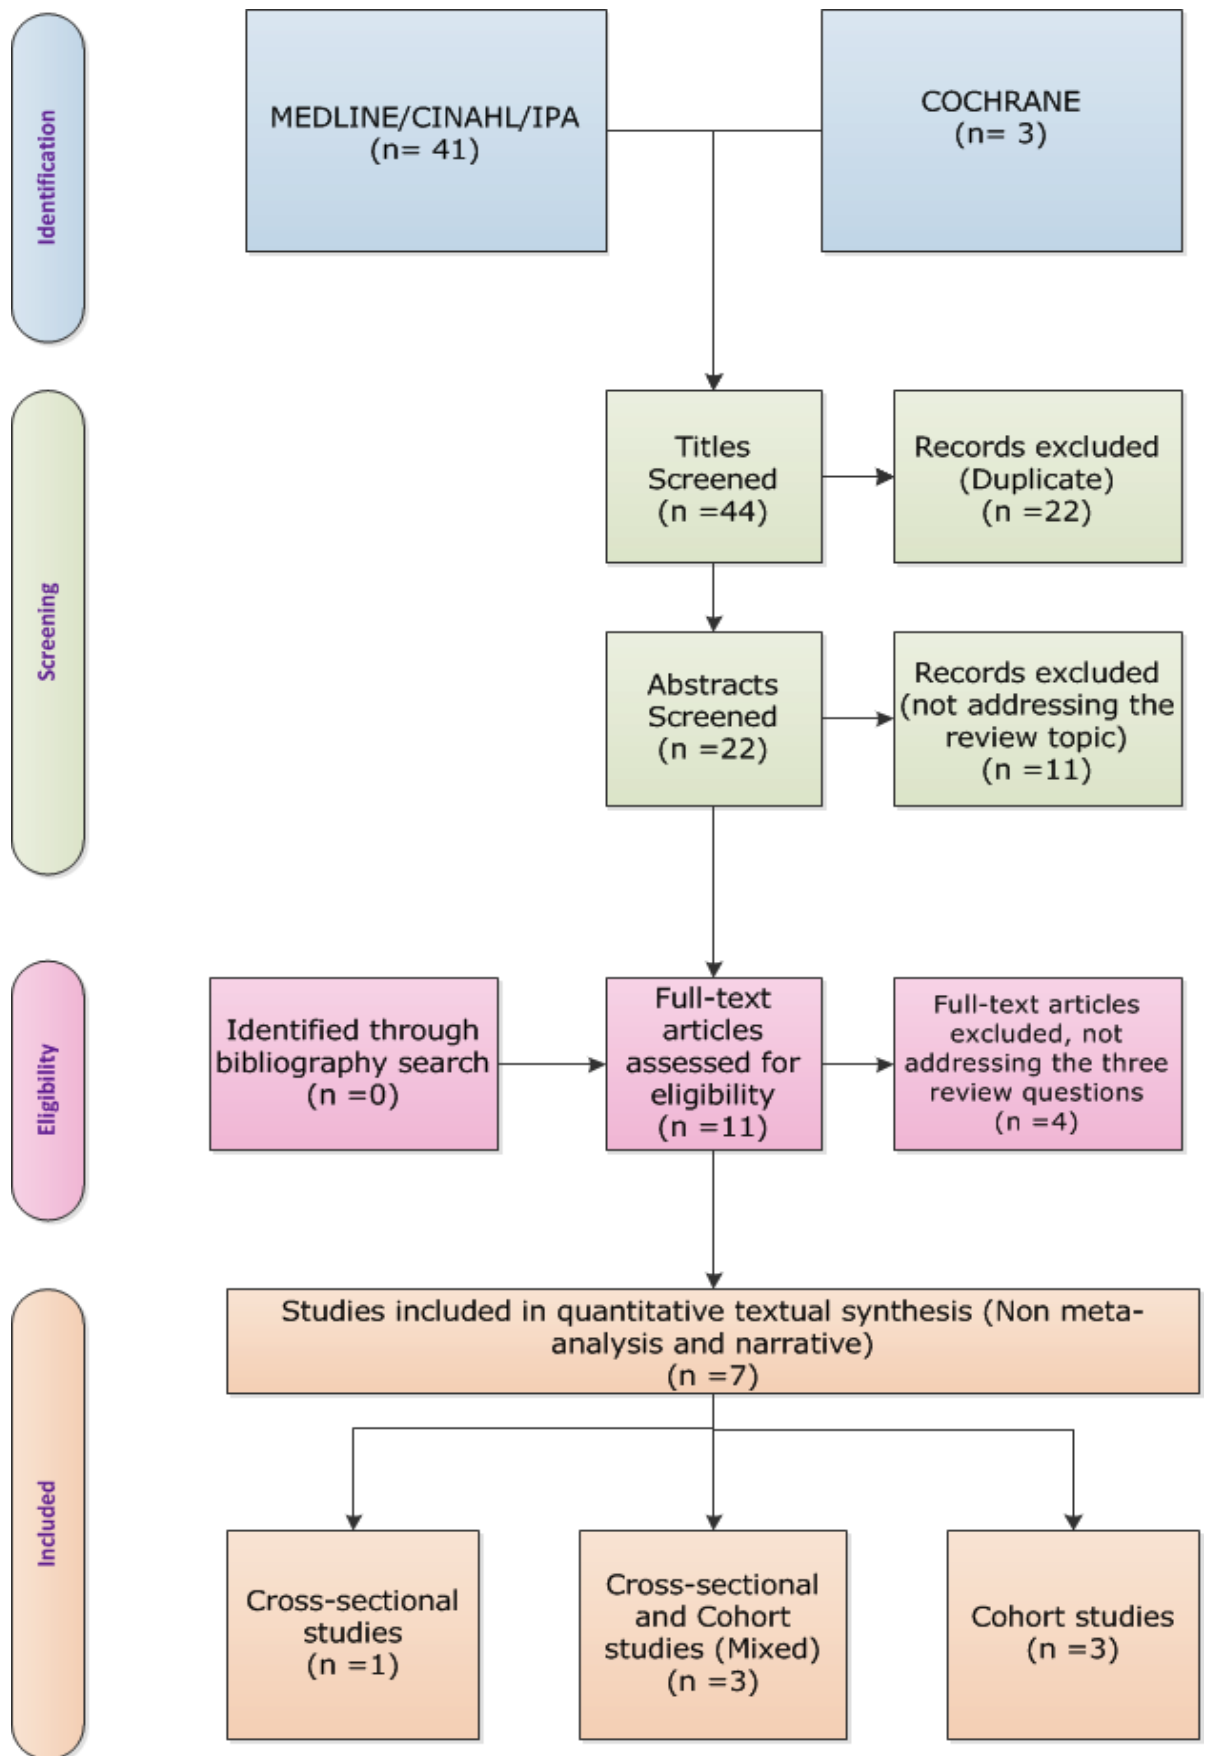 Identification
MEDLINE/CINAHL/IPA
(n= 41)
COCHRANE
(n= 3)
Screening
Titles
Screened
(n =44)
Records excluded
(Duplicate)
(n =22)
Abstracts
Screened
(n =22)
Records excluded
(not addressing the
review topic)
(n =11)
Eligibility
Identified through
bibliography search
(n =0)
Full-text
articles
assessed for
eligibility
(n =11)
Full-text articles
excluded, not
addressing the three
review questions
(n =4)
Included
Studies included in quantitative textual synthesis (Non meta-
analysis and narrative)
(n =7)
Cross-sectional
studies
(n =1)
Cross-sectional
and Cohort
studies (Mixed)
(n =3)
Cohort studies
(n =3)